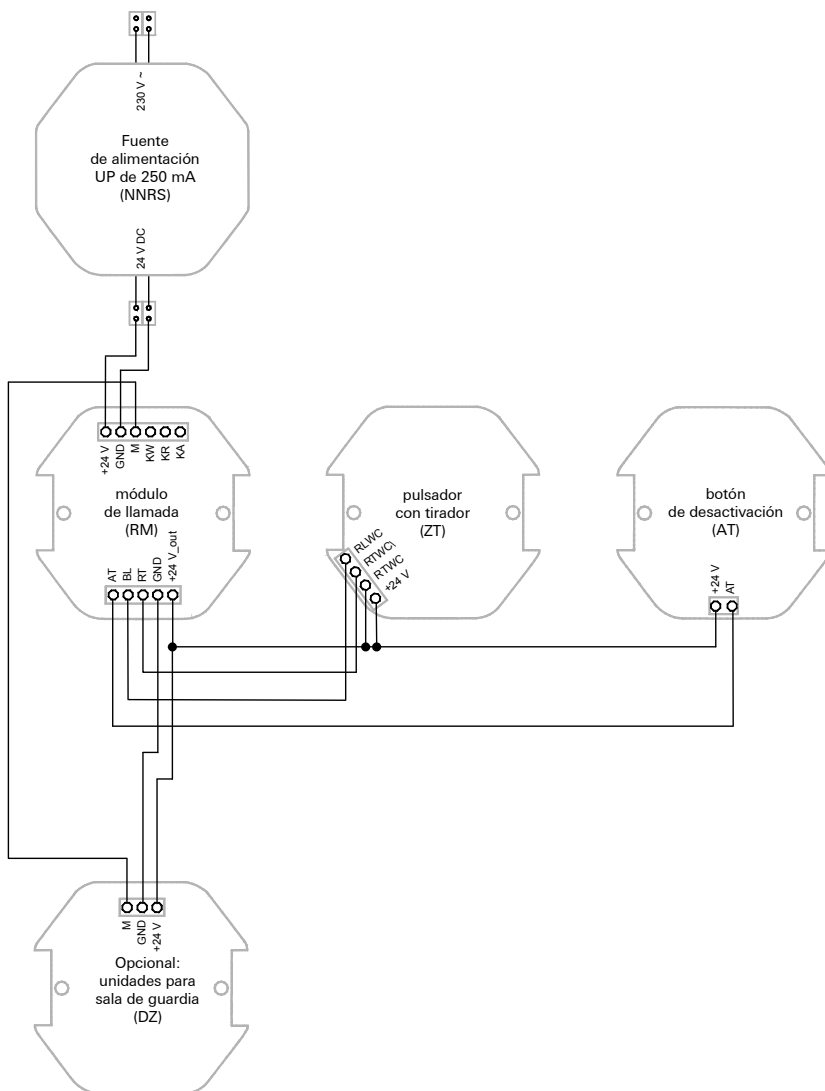 230 V ~
Fuente
de alimentación
UP de 250 mA
(NNRS)
24 V DC
+24 V
GND
M
KW
KR
KA
módulo
de llamada
(RM)
AT
BL
RT
GND
+24 V_out
pulsador
con tirador
(ZT)
RLWC
RTWC\
RTWC
+24 V
botón
de desactivación
(AT)
+24 V
AT
M
GND
+24 V
Opcional:
unidades para
sala de guardia
(DZ)